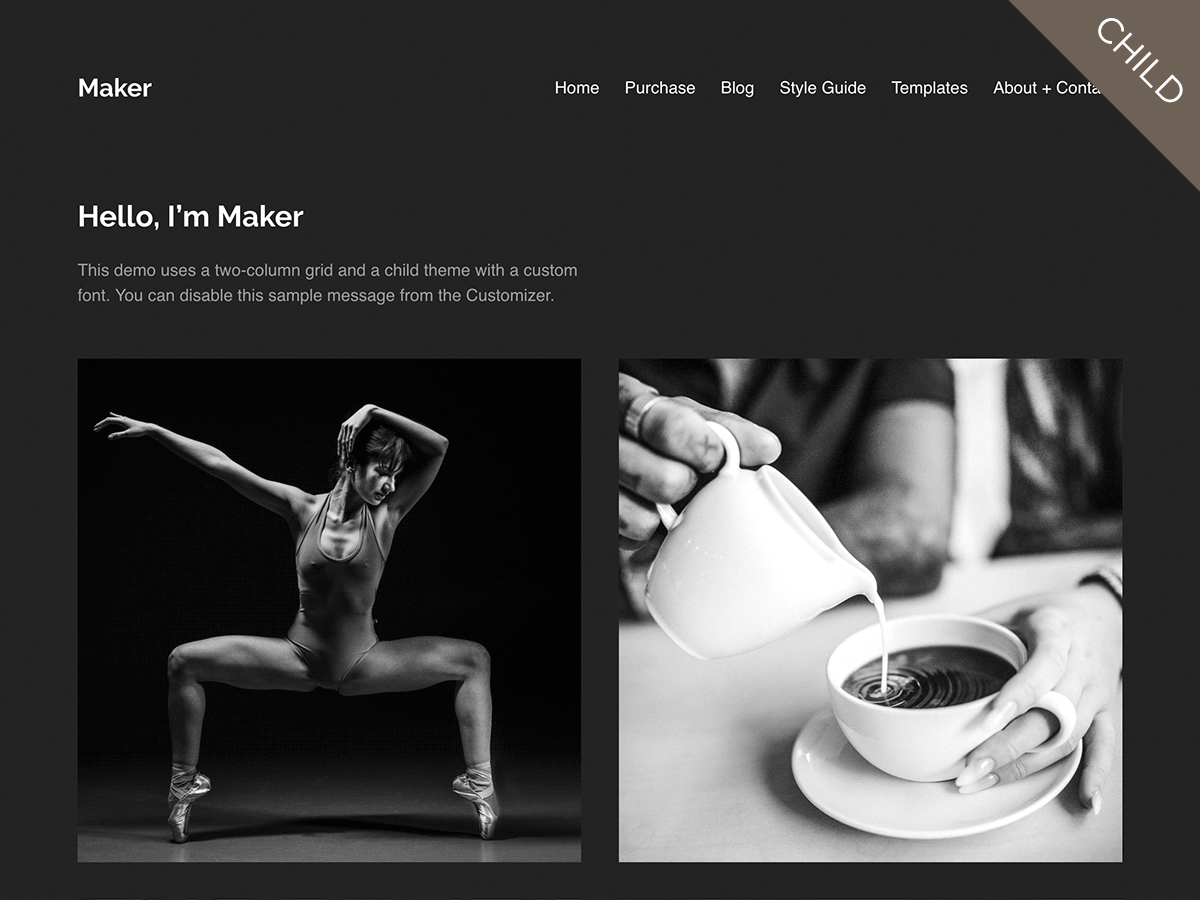 CHILD
Maker
Home Purchase Blog Style Guide Templates About + Conta
Hello, I’m Maker
This demo uses a two-column grid and a child theme with a custom
font. You can disable this sample message from the Customizer.